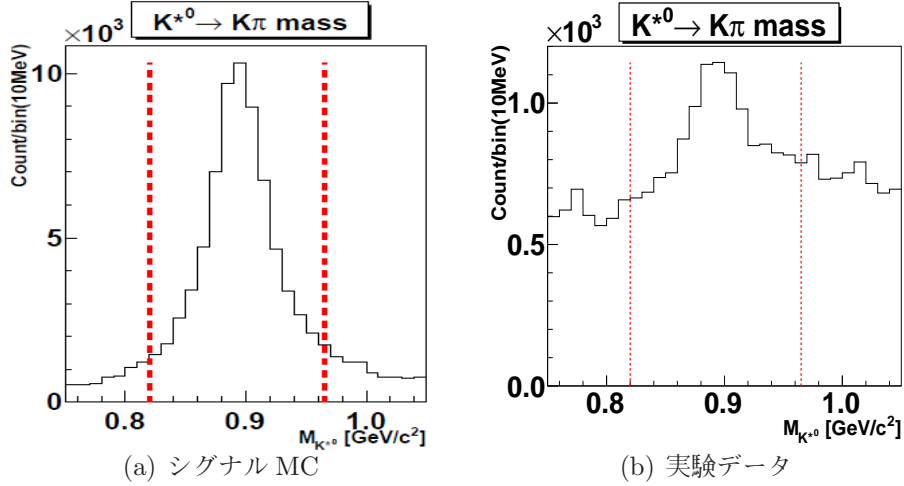 K*⁰→ Kπ mass
×10³
Count/bin(10MeV)
10
5
0
0.8
0.9
1.0
M_K*⁰ [GeV/c²]
(a) シグナル MC
K*⁰→ Kπ mass
×10³
Count/bin(10MeV)
1.0
0.5
0.0
0.8
0.9
1.0
M_K*⁰ [GeV/c²]
(b) 実験データ